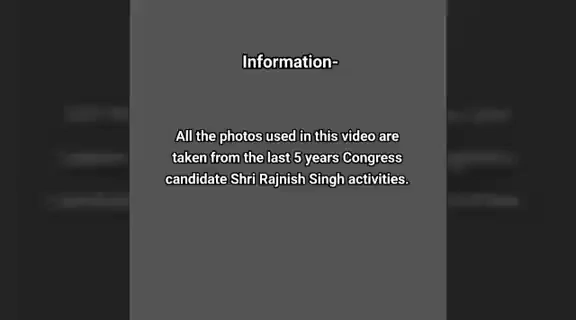 Information-
All the photos used in this video are
taken from the last 5 years Congress
candidate Shri Rajnish Singh activities.